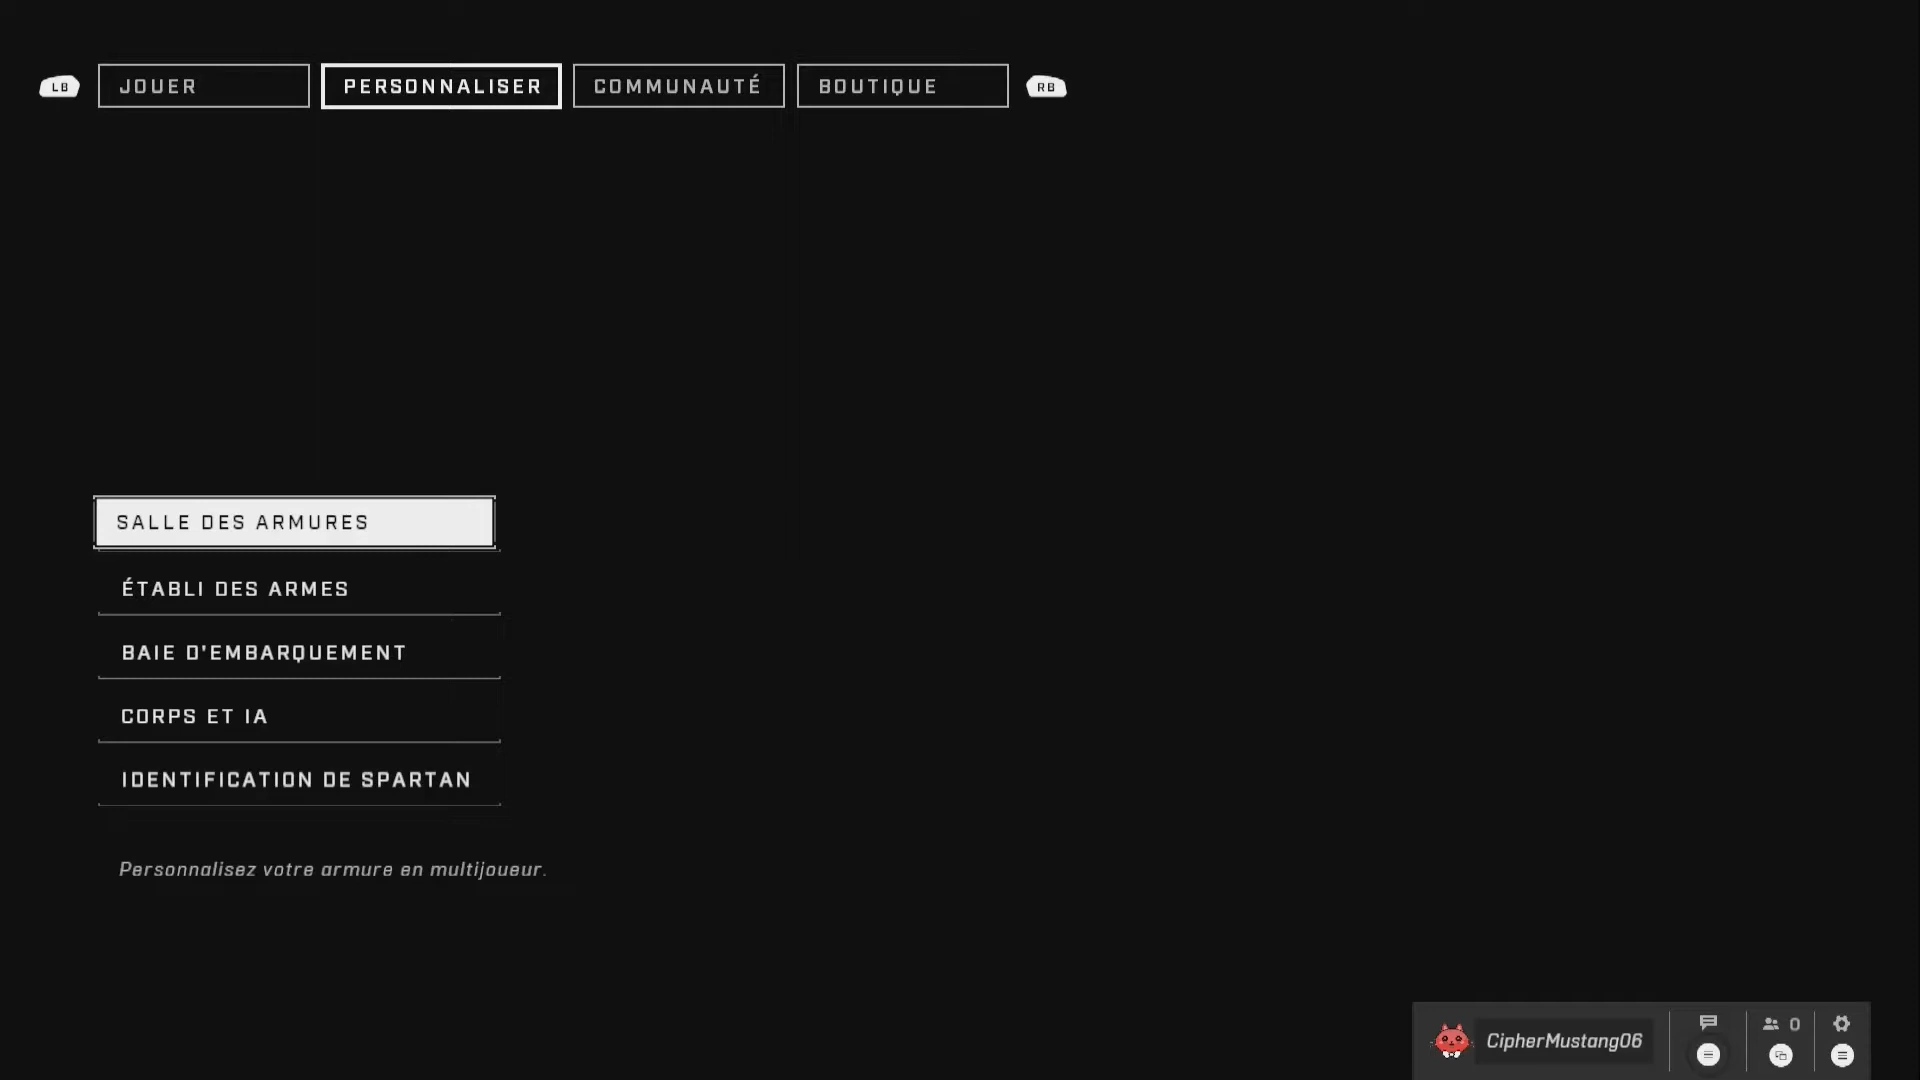 LB
JOUER
PERSONNALISER
COMMUNAUTÉ
BOUTIQUE
RB
SALLE DES ARMURES
ÉTABLI DES ARMES
BAIE D'EMBARQUEMENT
CORPS ET IA
IDENTIFICATION DE SPARTAN
Personnalisez votre armure en multijoueur.
CipherMustang06
0